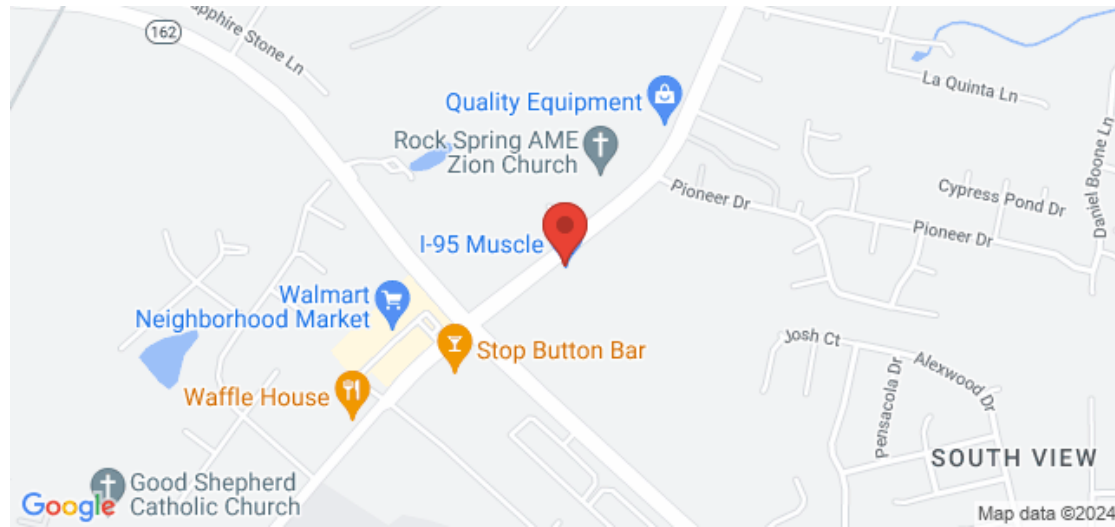 162
Sapphire Stone Ln
La Quinta Ln
Quality Equipment
Rock Spring AME
Zion Church
Daniel Boone Ln
Pioneer Dr
Cypress Pond Dr
Pioneer Dr
I-95 Muscle
Walmart
Neighborhood Market
Stop Button Bar
Josh Ct
Alexwood Dr
Pensacola Dr
Waffle House
SOUTH VIEW
Good Shepherd
Catholic Church
Google
Map data ©2024